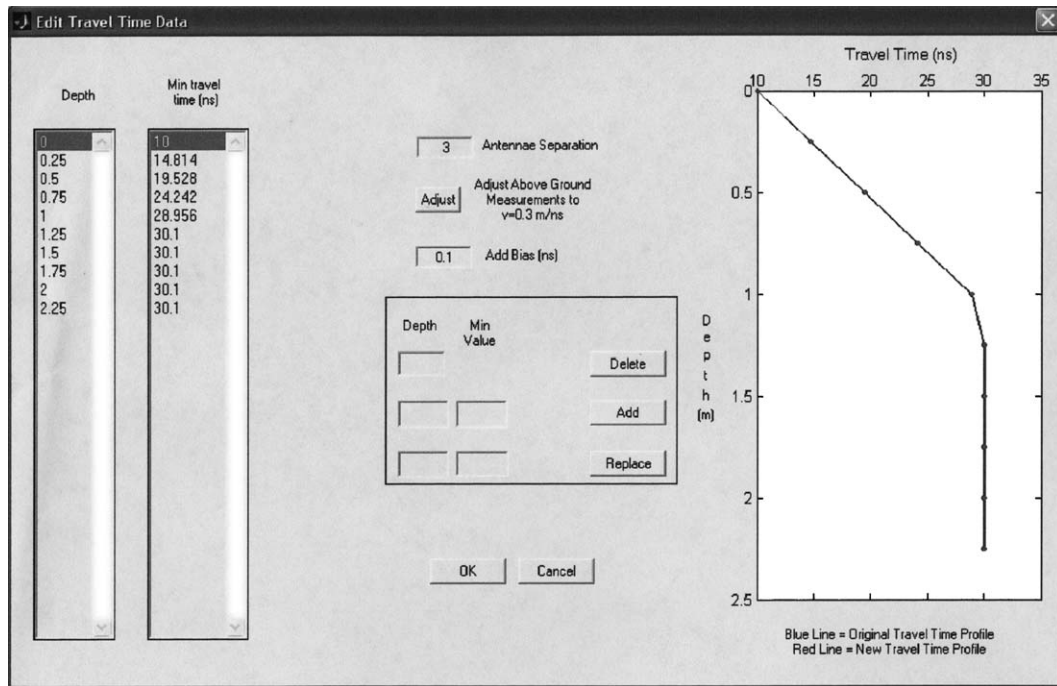 Edit Travel Time Data
Depth
Min travel
time (ns)
0
0.25
0.5
0.75
1
1.25
1.5
1.75
2
2.25
10
14.814
19.528
24.242
28.956
30.1
30.1
30.1
30.1
30.1
3 Antennae Separation
Adjust
Adjust Above Ground
Measurements to
v=0.3 m/ns
0.1 Add Bias (ns)
Depth
Min
Value
Delete
Add
Replace
OK Cancel
Travel Time (ns)
10 15 20 25 30 35
0
0.5
1
1.5
2
2.5
Depth
(m)
Blue Line = Original Travel Time Profile
Red Line = New Travel Time Profile